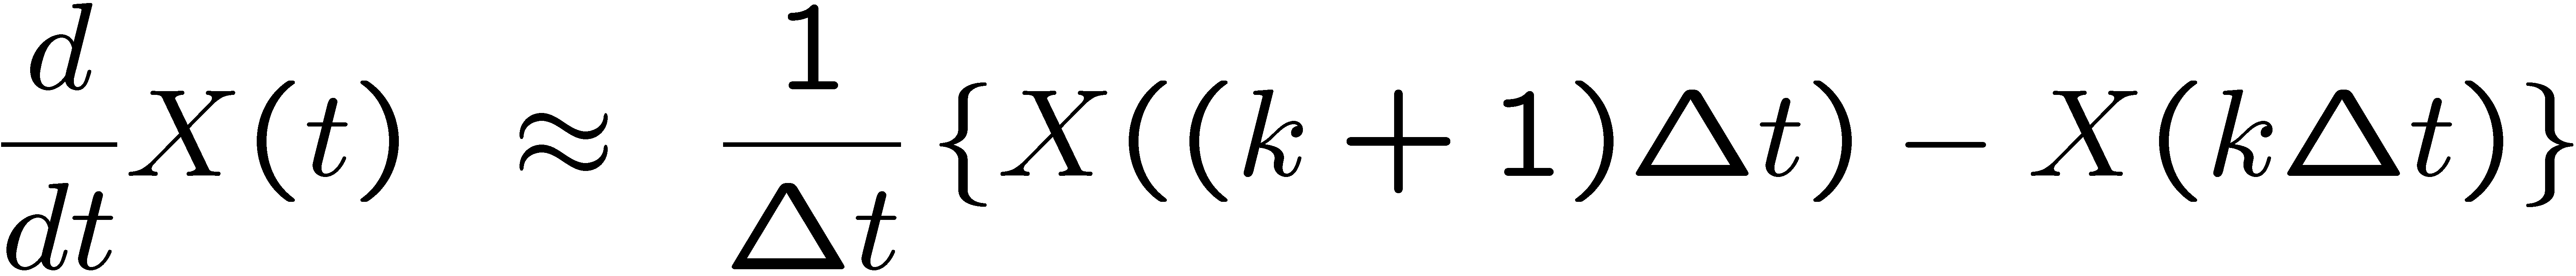 d/dt X(t) ≈ 1/Δt {X((k + 1)Δt) − X(kΔt)}